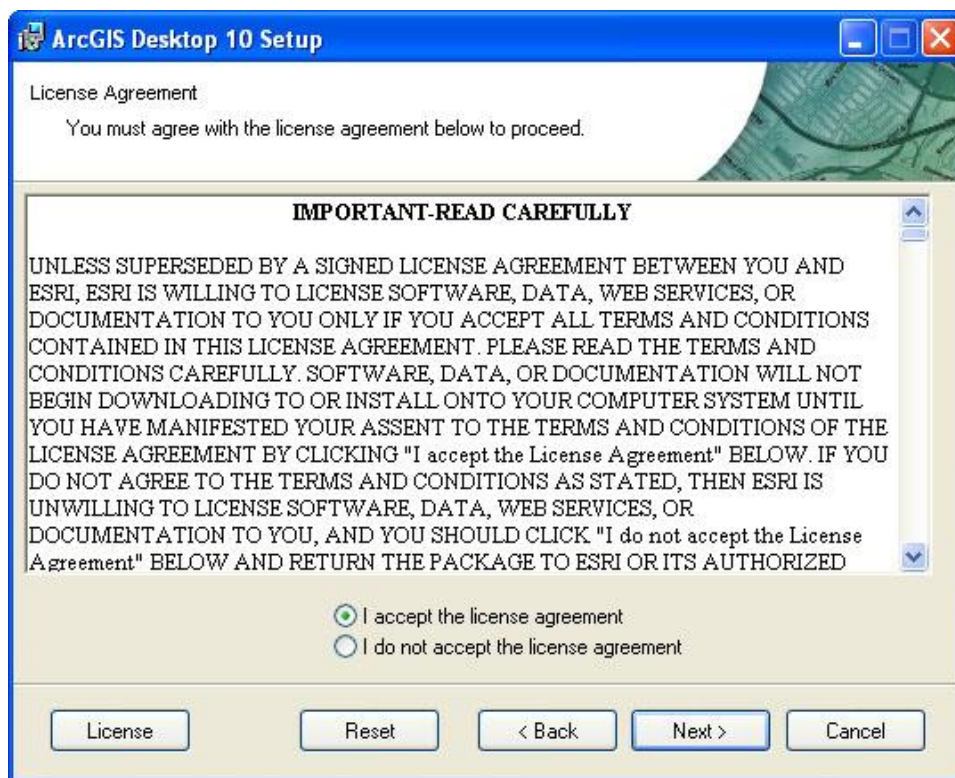 ArcGIS Desktop 10 Setup
License Agreement
You must agree with the license agreement below to proceed.
IMPORTANT-READ CAREFULLY
UNLESS SUPERSEDED BY A SIGNED LICENSE AGREEMENT BETWEEN YOU AND
ESRI, ESRI IS WILLING TO LICENSE SOFTWARE, DATA, WEB SERVICES, OR
DOCUMENTATION TO YOU ONLY IF YOU ACCEPT ALL TERMS AND CONDITIONS
CONTAINED IN THIS LICENSE AGREEMENT. PLEASE READ THE TERMS AND
CONDITIONS CAREFULLY. SOFTWARE, DATA, OR DOCUMENTATION WILL NOT
BEGIN DOWNLOADING TO OR INSTALL ONTO YOUR COMPUTER SYSTEM UNTIL
YOU HAVE MANIFESTED YOUR ASSENT TO THE TERMS AND CONDITIONS OF THE
LICENSE AGREEMENT BY CLICKING "I accept the License Agreement" BELOW. IF YOU
DO NOT AGREE TO THE TERMS AND CONDITIONS AS STATED, THEN ESRI IS
UNWILLING TO LICENSE SOFTWARE, DATA, WEB SERVICES, OR
DOCUMENTATION TO YOU, AND YOU SHOULD CLICK "I do not accept the License
Agreement" BELOW AND RETURN THE PACKAGE TO ESRI OR ITS AUTHORIZED
I accept the license agreement
I do not accept the license agreement
License Reset < Back Next > Cancel